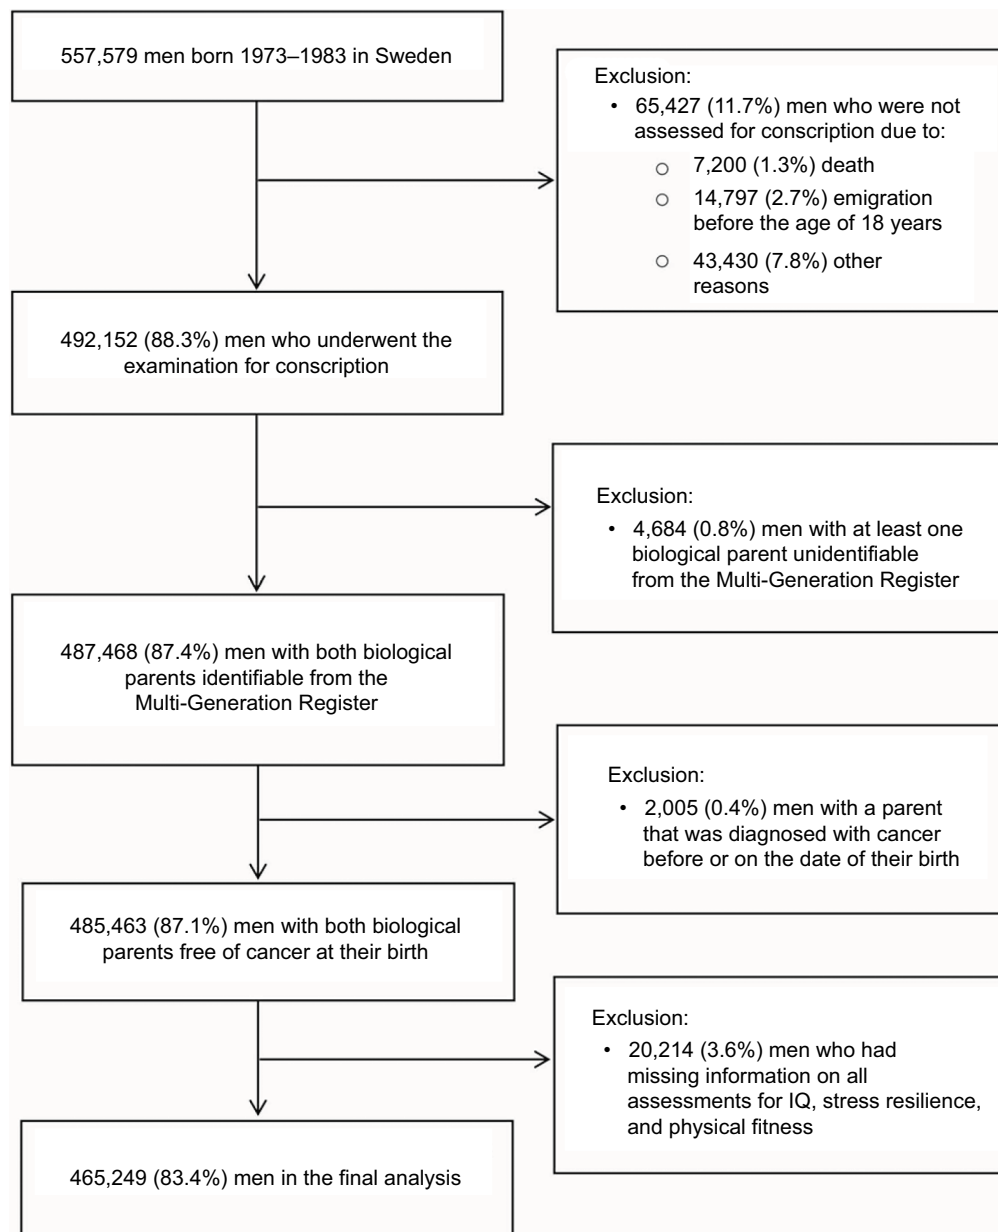 557,579 men born 1973–1983 in Sweden
Exclusion:
• 65,427 (11.7%) men who were not
assessed for conscription due to:
○ 7,200 (1.3%) death
○ 14,797 (2.7%) emigration
before the age of 18 years
○ 43,430 (7.8%) other
reasons
492,152 (88.3%) men who underwent the
examination for conscription
Exclusion:
• 4,684 (0.8%) men with at least one
biological parent unidentifiable
from the Multi-Generation Register
487,468 (87.4%) men with both biological
parents identifiable from the
Multi-Generation Register
Exclusion:
• 2,005 (0.4%) men with a parent
that was diagnosed with cancer
before or on the date of their birth
485,463 (87.1%) men with both biological
parents free of cancer at their birth
Exclusion:
• 20,214 (3.6%) men who had
missing information on all
assessments for IQ, stress resilience,
and physical fitness
465,249 (83.4%) men in the final analysis